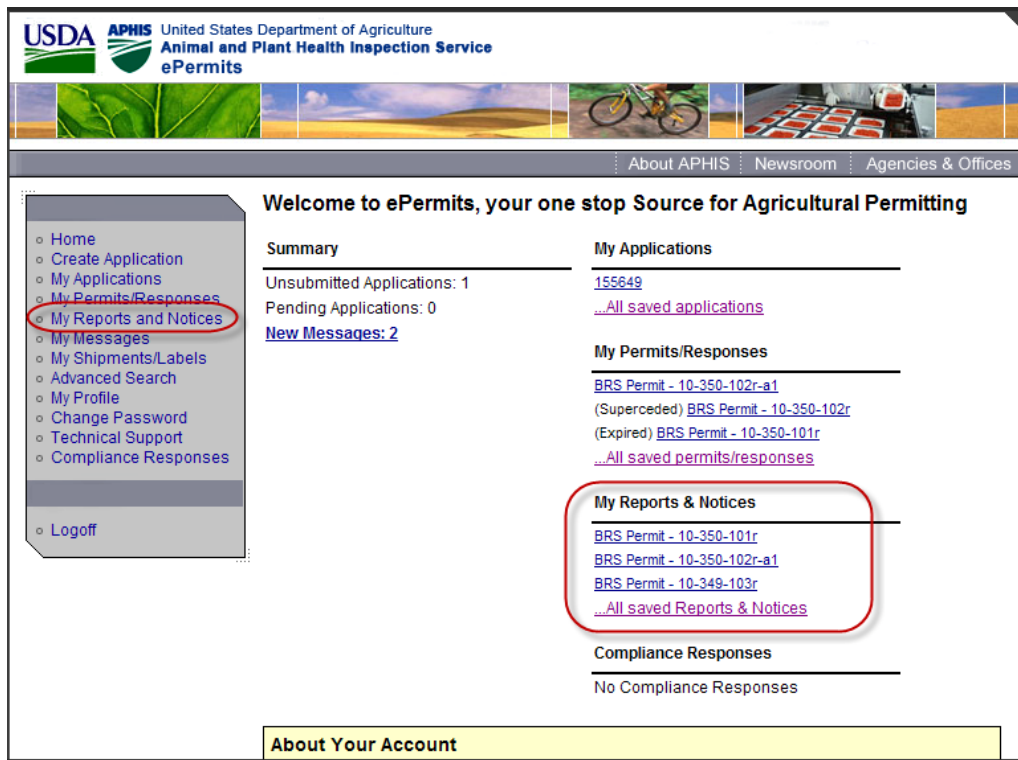 USDA
APHIS
United States Department of Agriculture
Animal and Plant Health Inspection Service
ePermits
About APHIS Newsroom Agencies & Offices
Home
Create Application
My Applications
My Permits/Responses
My Reports and Notices
My Messages
My Shipments/Labels
Advanced Search
My Profile
Change Password
Technical Support
Compliance Responses
Logoff
Welcome to ePermits, your one stop Source for Agricultural Permitting
Summary
Unsubmitted Applications: 1
Pending Applications: 0
New Messages: 2
My Applications
155649
...All saved applications
My Permits/Responses
BRS Permit - 10-350-102r-a1
(Superceded) BRS Permit - 10-350-102r
(Expired) BRS Permit - 10-350-101r
...All saved permits/responses
My Reports & Notices
BRS Permit - 10-350-101r
BRS Permit - 10-350-102r-a1
BRS Permit - 10-349-103r
...All saved Reports & Notices
Compliance Responses
No Compliance Responses
About Your Account